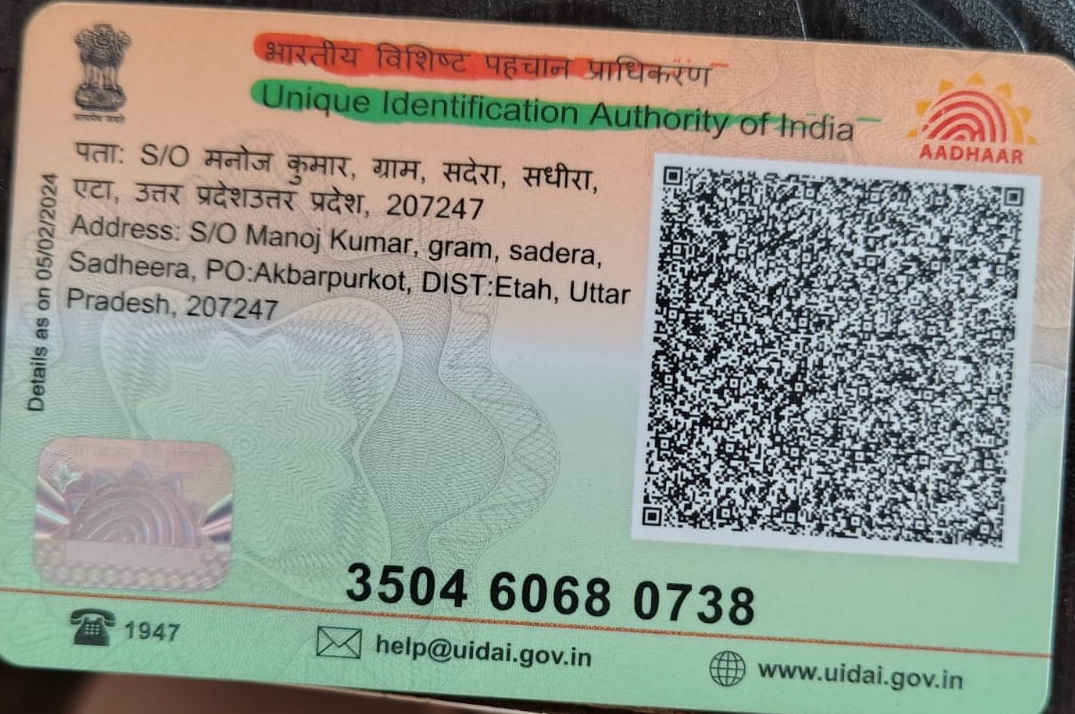 भारतीय विशिष्ट पहचान प्राधिकरण
Unique Identification Authority of India
AADHAAR
पता: S/O मनोज कुमार, ग्राम, सदेरा, सधीरा,
एटा, उत्तर प्रदेशउत्तर प्रदेश, 207247
Address: S/O Manoj Kumar, gram, sadera,
Sadheera, PO:Akbarpurkot, DIST:Etah, Uttar
Pradesh, 207247
Details as on 05/02/2024
3504 6068 0738
1947
help@uidai.gov.in
www.uidai.gov.in